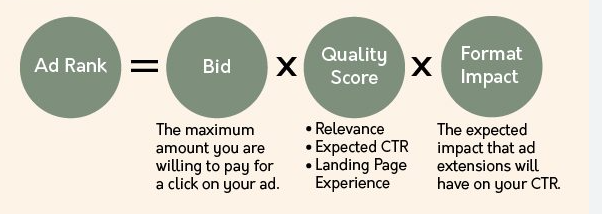 Ad Rank = Bid x Quality Score x Format Impact
The maximum
amount you are
willing to pay for
a click on your ad.
• Relevance
• Expected CTR
• Landing Page
Experience
The expected
impact that ad
extensions will
have on your CTR.